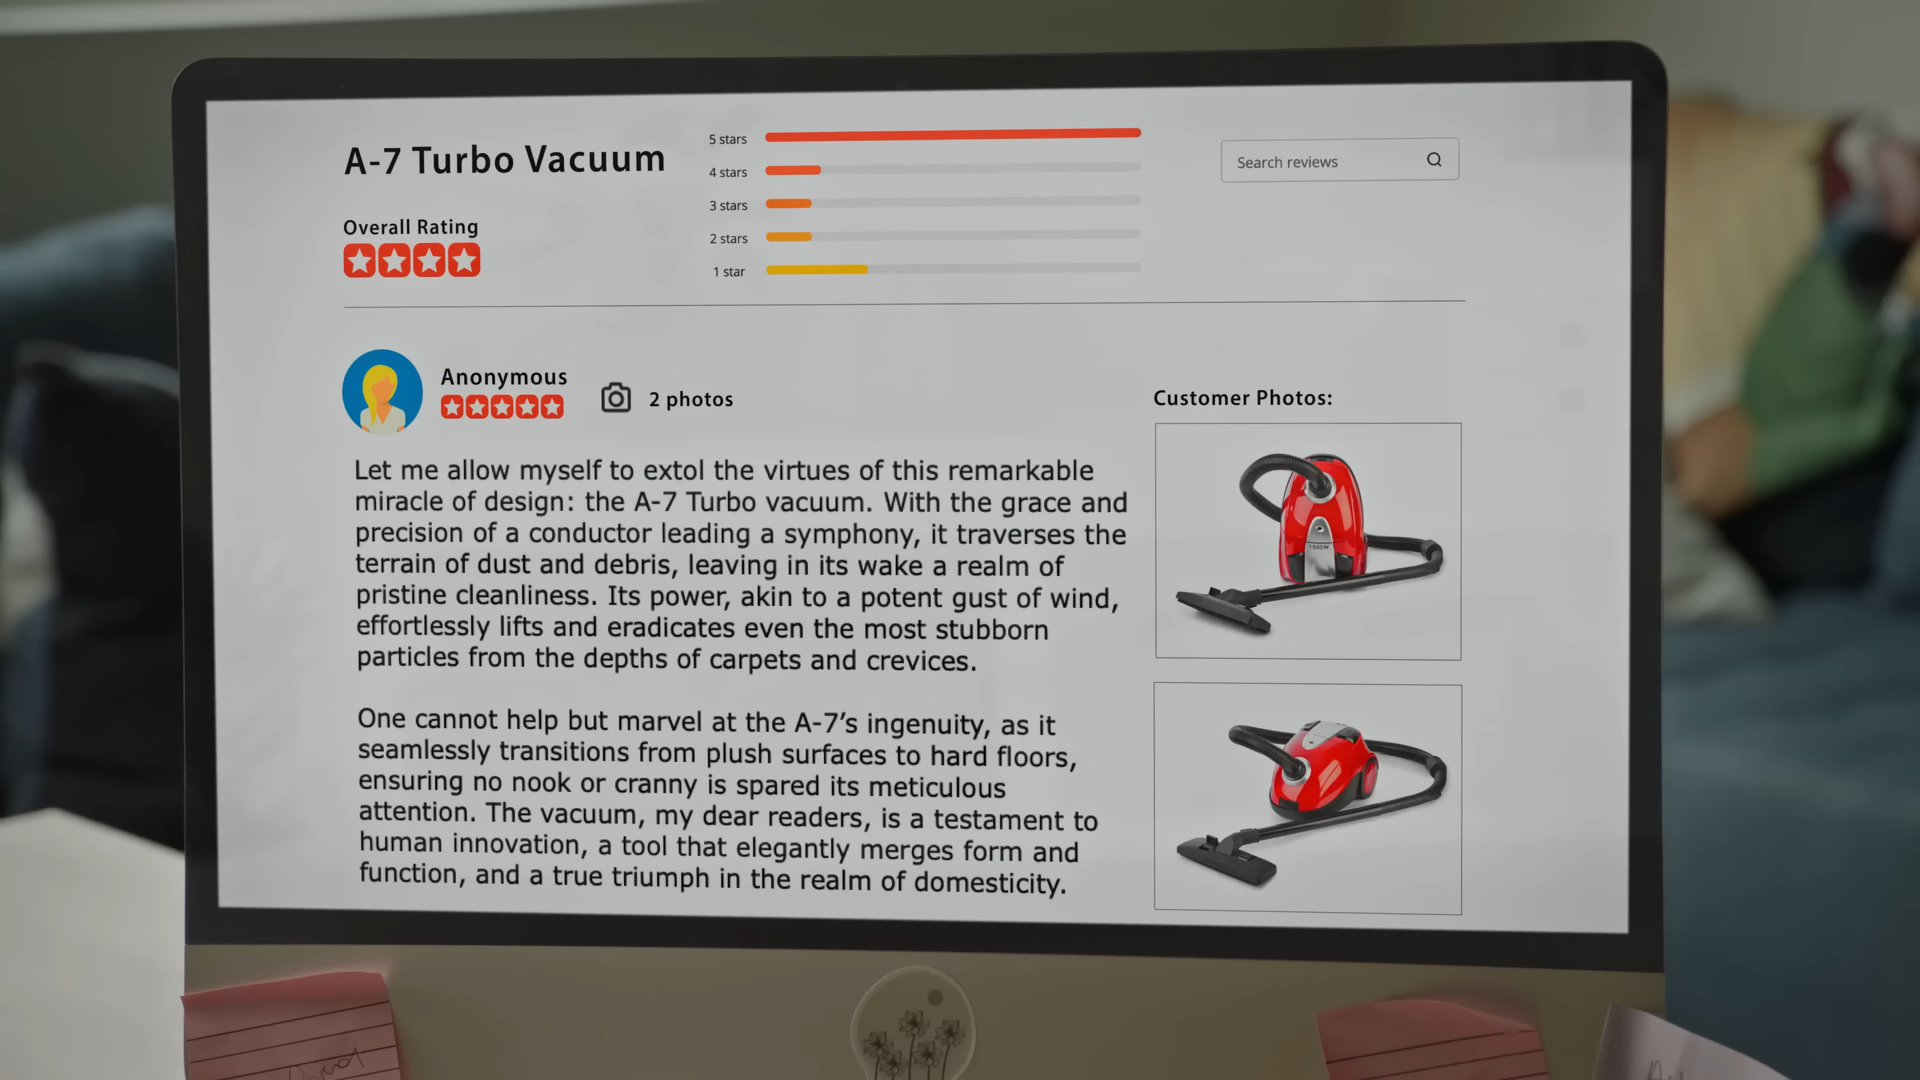 A-7 Turbo Vacuum
Overall Rating
5 stars
4 stars
3 stars
2 stars
1 star
Search reviews
Anonymous
2 photos
Let me allow myself to extol the virtues of this remarkable
miracle of design: the A-7 Turbo vacuum. With the grace and
precision of a conductor leading a symphony, it traverses the
terrain of dust and debris, leaving in its wake a realm of
pristine cleanliness. Its power, akin to a potent gust of wind,
effortlessly lifts and eradicates even the most stubborn
particles from the depths of carpets and crevices.
One cannot help but marvel at the A-7’s ingenuity, as it
seamlessly transitions from plush surfaces to hard floors,
ensuring no nook or cranny is spared its meticulous
attention. The vacuum, my dear readers, is a testament to
human innovation, a tool that elegantly merges form and
function, and a true triumph in the realm of domesticity.
Customer Photos:
1500W